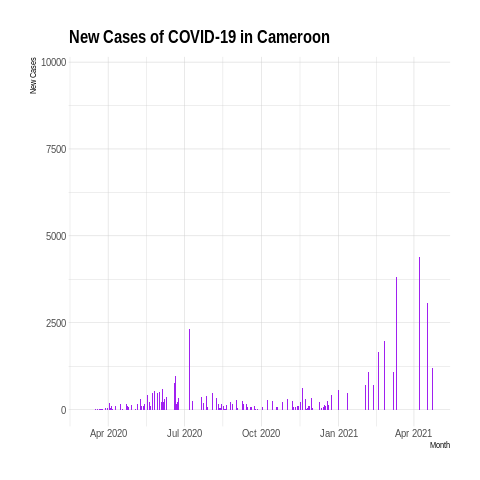 New Cases of COVID-19 in Cameroon
New Cases
10000
7500
5000
2500
0
Apr 2020 Jul 2020 Oct 2020 Jan 2021 Apr 2021
Month